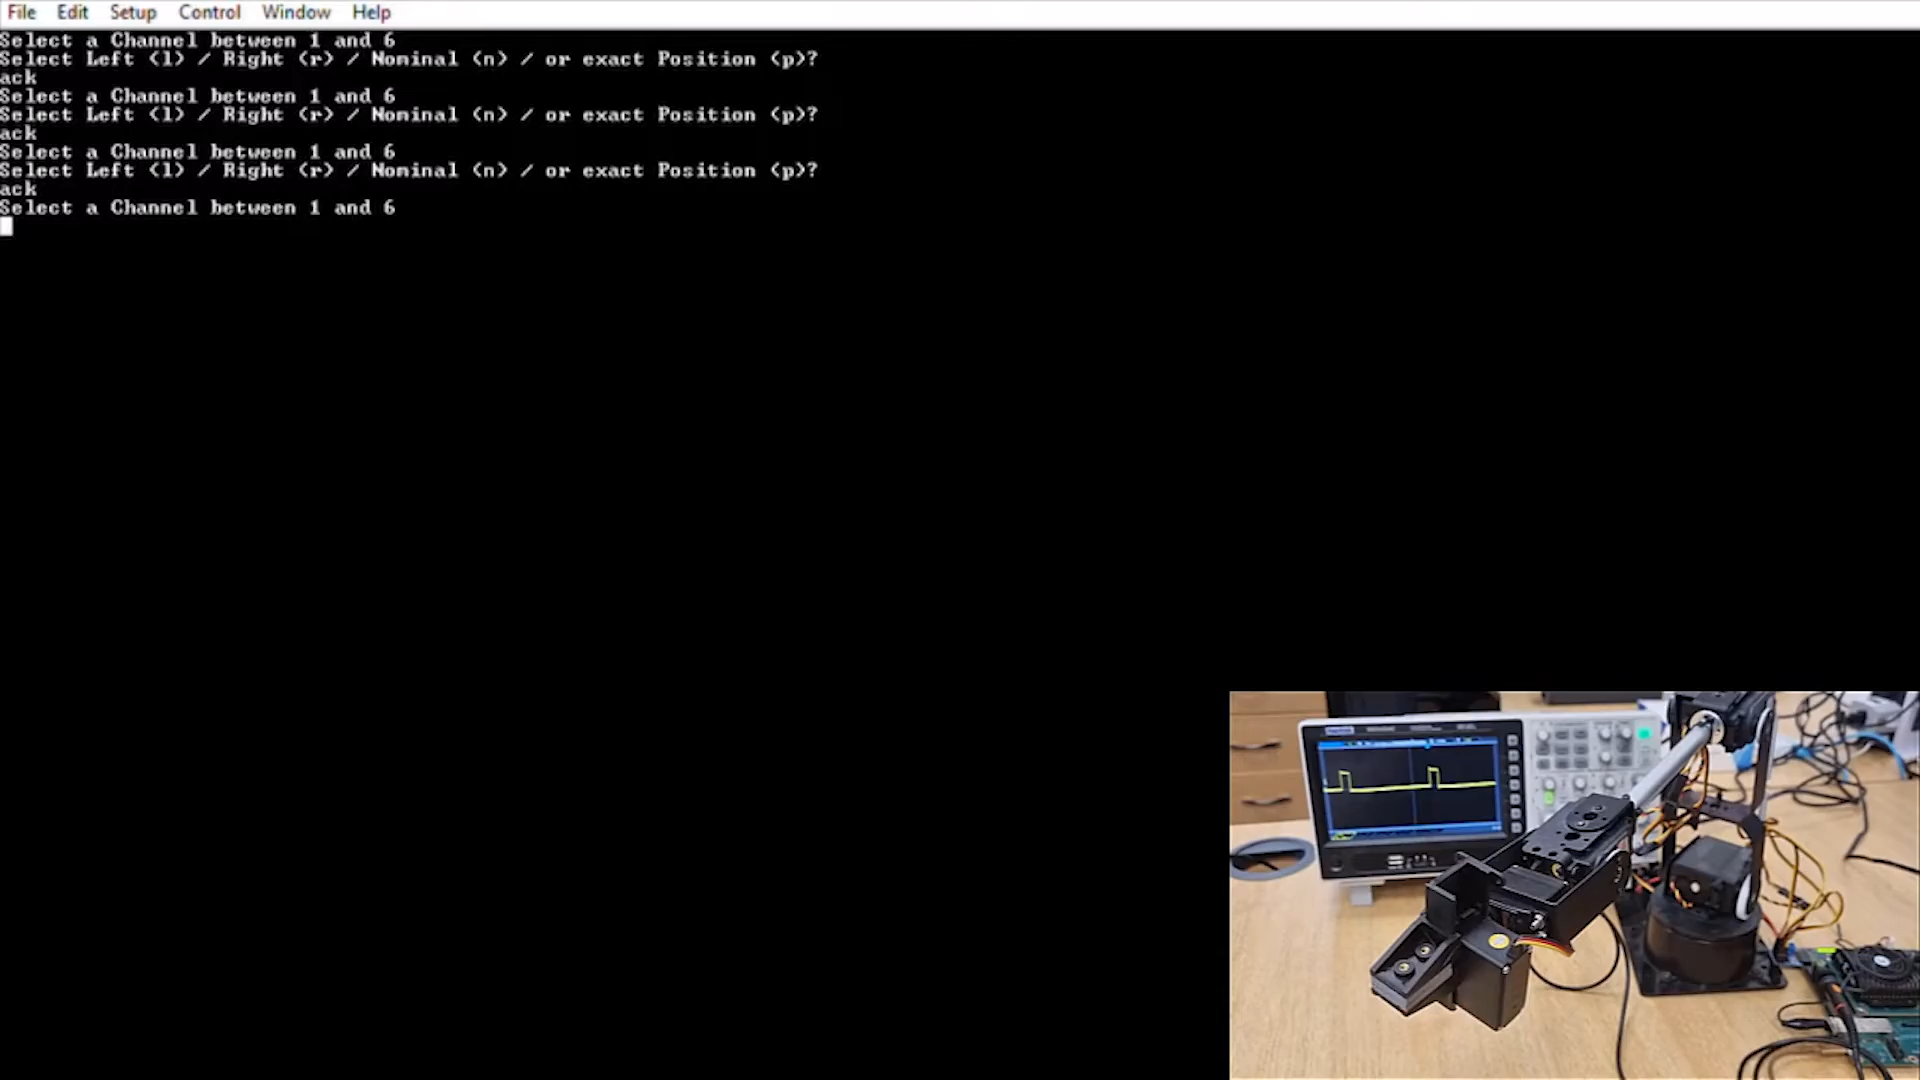 File Edit Setup Control Window Help
Select a Channel between 1 and 6
Select Left (l) / Right (r) / Nominal (n) / or exact Position (p)?
ack
Select a Channel between 1 and 6
Select Left (l) / Right (r) / Nominal (n) / or exact Position (p)?
ack
Select a Channel between 1 and 6
Select Left (l) / Right (r) / Nominal (n) / or exact Position (p)?
ack
Select a Channel between 1 and 6